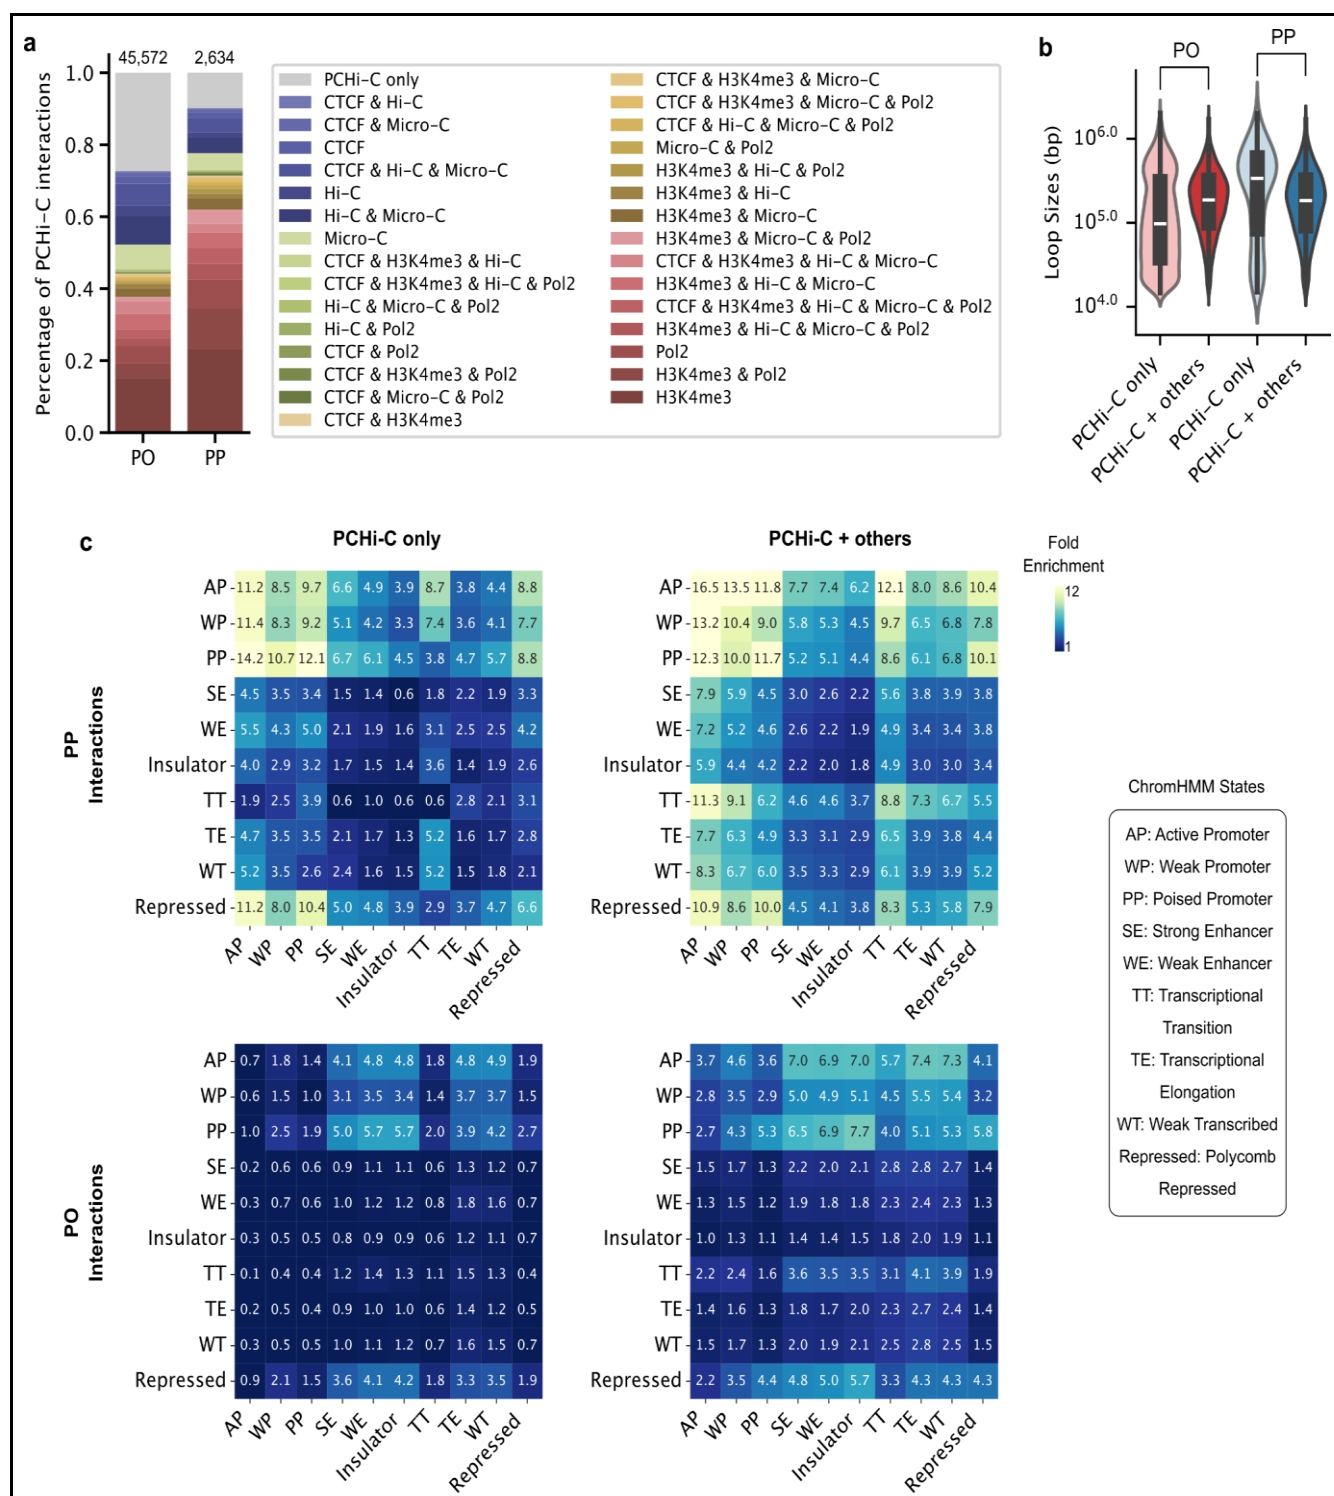 a
45,572 2,634
1.0
0.8
0.6
0.4
0.2
0.0
Percentage of PCHi-C interactions
PO PP
PCHi-C only
CTCF & Hi-C
CTCF & Micro-C
CTCF
CTCF & Hi-C & Micro-C
Hi-C
Hi-C & Micro-C
Micro-C
CTCF & H3K4me3 & Hi-C
CTCF & H3K4me3 & Hi-C & Pol2
Hi-C & Micro-C & Pol2
Hi-C & Pol2
CTCF & Pol2
CTCF & H3K4me3 & Pol2
CTCF & Micro-C & Pol2
CTCF & H3K4me3
CTCF & H3K4me3 & Micro-C
CTCF & H3K4me3 & Micro-C & Pol2
CTCF & Hi-C & Micro-C & Pol2
Micro-C & Pol2
H3K4me3 & Hi-C & Pol2
H3K4me3 & Hi-C
H3K4me3 & Micro-C
H3K4me3 & Micro-C & Pol2
CTCF & H3K4me3 & Hi-C & Micro-C
H3K4me3 & Hi-C & Micro-C
CTCF & H3K4me3 & Hi-C & Micro-C & Pol2
H3K4me3 & Hi-C & Micro-C & Pol2
Pol2
H3K4me3 & Pol2
H3K4me3
b
PO PP
Loop Sizes (bp)
10^6.0
10^5.0
10^4.0
PCHi-C only
PCHi-C + others
PCHi-C only
PCHi-C + others
c
PCHi-C only
PP
Interactions
AP 11.2 8.5 9.7 6.6 4.9 3.9 8.7 3.8 4.4 8.8
WP 11.4 8.3 9.2 5.1 4.2 3.3 7.4 3.6 4.1 7.7
PP 14.2 10.7 12.1 6.7 6.1 4.5 3.8 4.7 5.7 8.8
SE 4.5 3.5 3.4 1.5 1.4 0.6 1.8 2.2 1.9 3.3
WE 5.5 4.3 5.0 2.1 1.9 1.6 3.1 2.5 2.5 4.2
Insulator 4.0 2.9 3.2 1.7 1.5 1.4 3.6 1.4 1.9 2.6
TT 1.9 2.5 3.9 0.6 1.0 0.6 0.6 2.8 2.1 3.1
TE 4.7 3.5 3.5 2.1 1.7 1.3 5.2 1.6 1.7 2.8
WT 5.2 3.5 2.6 2.4 1.6 1.5 5.2 1.5 1.8 2.1
Repressed 11.2 8.0 10.4 5.0 4.8 3.9 2.9 3.7 4.7 6.6
AP WP PP SE WE Insulator TT TE WT Repressed
PCHi-C + others
AP 16.5 13.5 11.8 7.7 7.4 6.2 12.1 8.0 8.6 10.4
WP 13.2 10.4 9.0 5.8 5.3 4.5 9.7 6.5 6.8 7.8
PP 12.3 10.0 11.7 5.2 5.1 4.4 8.6 6.1 6.8 10.1
SE 7.9 5.9 4.5 3.0 2.6 2.2 5.6 3.8 3.9 3.8
WE 7.2 5.2 4.6 2.6 2.2 1.9 4.9 3.4 3.4 3.8
Insulator 5.9 4.4 4.2 2.2 2.0 1.8 4.9 3.0 3.0 3.4
TT 11.3 9.1 6.2 4.6 4.6 3.7 8.8 7.3 6.7 5.5
TE 7.7 6.3 4.9 3.3 3.1 2.9 6.5 3.9 3.8 4.4
WT 8.3 6.7 6.0 3.5 3.3 2.9 6.1 3.9 3.9 5.2
Repressed 10.9 8.6 10.0 4.5 4.1 3.8 8.3 5.3 5.8 7.9
AP WP PP SE WE Insulator TT TE WT Repressed
Fold
Enrichment
12
1
PO
Interactions
AP 0.7 1.8 1.4 4.1 4.8 4.8 1.8 4.8 4.9 1.9
WP 0.6 1.5 1.0 3.1 3.5 3.4 1.4 3.7 3.7 1.5
PP 1.0 2.5 1.9 5.0 5.7 5.7 2.0 3.9 4.2 2.7
SE 0.2 0.6 0.6 0.9 1.1 1.1 0.6 1.3 1.2 0.7
WE 0.3 0.7 0.6 1.0 1.2 1.2 0.8 1.8 1.6 0.7
Insulator 0.3 0.5 0.5 0.8 0.9 0.9 0.6 1.2 1.1 0.7
TT 0.1 0.4 0.4 1.2 1.4 1.3 1.1 1.5 1.3 0.4
TE 0.2 0.5 0.4 0.9 1.0 1.0 0.6 1.4 1.2 0.5
WT 0.3 0.5 0.5 1.0 1.1 1.2 0.7 1.6 1.5 0.7
Repressed 0.9 2.1 1.5 3.6 4.1 4.2 1.8 3.3 3.5 1.9
AP WP PP SE WE Insulator TT TE WT Repressed
AP 3.7 4.6 3.6 7.0 6.9 7.0 5.7 7.4 7.3 4.1
WP 2.8 3.5 2.9 5.0 4.9 5.1 4.5 5.5 5.4 3.2
PP 2.7 4.3 5.3 6.5 6.9 7.7 4.0 5.1 5.3 5.8
SE 1.5 1.7 1.3 2.2 2.0 2.1 2.8 2.8 2.7 1.4
WE 1.3 1.5 1.2 1.9 1.8 1.8 2.3 2.4 2.3 1.3
Insulator 1.0 1.3 1.1 1.4 1.4 1.5 1.8 2.0 1.9 1.1
TT 2.2 2.4 1.6 3.6 3.5 3.5 3.1 4.1 3.9 1.9
TE 1.4 1.6 1.3 1.8 1.7 2.0 2.3 2.7 2.4 1.4
WT 1.5 1.7 1.3 2.0 1.9 2.1 2.5 2.8 2.5 1.5
Repressed 2.2 3.5 4.4 4.8 5.0 5.7 3.3 4.3 4.3 4.3
AP WP PP SE WE Insulator TT TE WT Repressed
ChromHMM States
AP: Active Promoter
WP: Weak Promoter
PP: Poised Promoter
SE: Strong Enhancer
WE: Weak Enhancer
TT: Transcriptional
Transition
TE: Transcriptional
Elongation
WT: Weak Transcribed
Repressed: Polycomb
Repressed